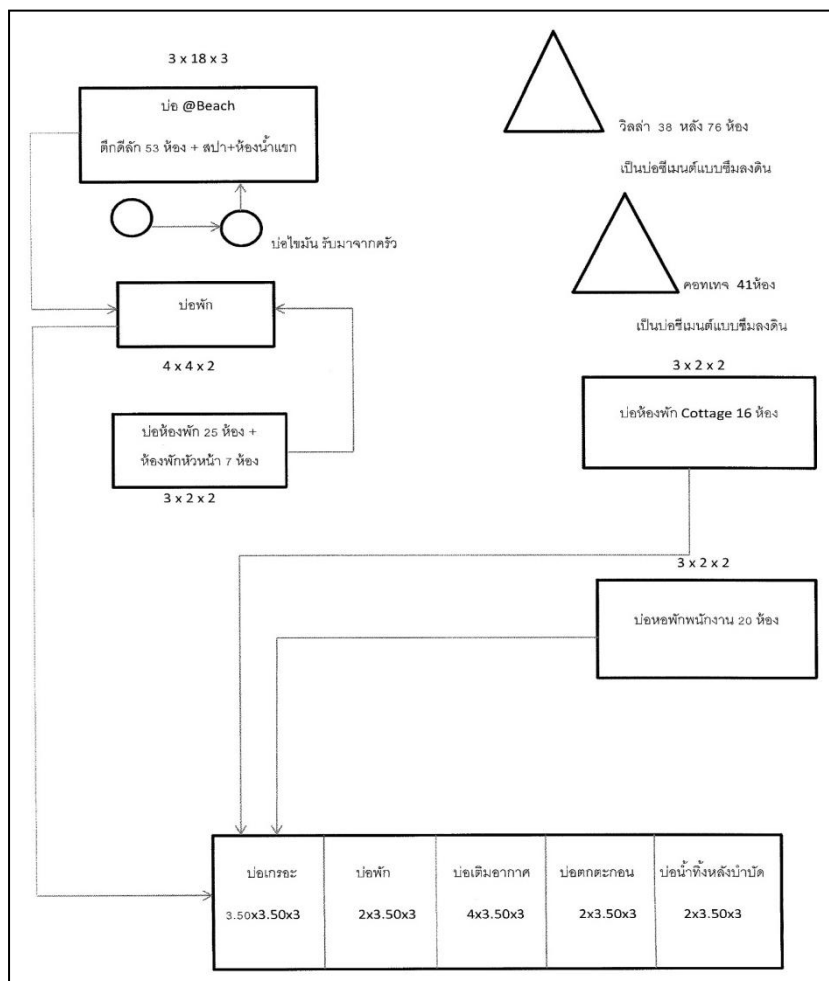 3 x 18 x 3
บ่อ @Beach
ตึกดีลัก 53 ห้อง + สปา+ห้องน้ำแขก
บ่อไขมัน รับมาจากครัว
วิลล่า 38 หลัง 76 ห้อง
เป็นบ่อซีเมนต์แบบซึมลงดิน
คอทเทจ 41ห้อง
เป็นบ่อซีเมนต์แบบซึมลงดิน
บ่อพัก
4 x 4 x 2
บ่อห้องพัก 25 ห้อง +
ห้องพักหัวหน้า 7 ห้อง
3 x 2 x 2
3 x 2 x 2
บ่อห้องพัก Cottage 16 ห้อง
3 x 2 x 2
บ่อหอพักพนักงาน 20 ห้อง
บ่อเกรอะ
3.50x3.50x3
บ่อพัก
2x3.50x3
บ่อเติมอากาศ
4x3.50x3
บ่อตกตะกอน
2x3.50x3
บ่อน้ำทิ้งหลังบำบัด
2x3.50x3